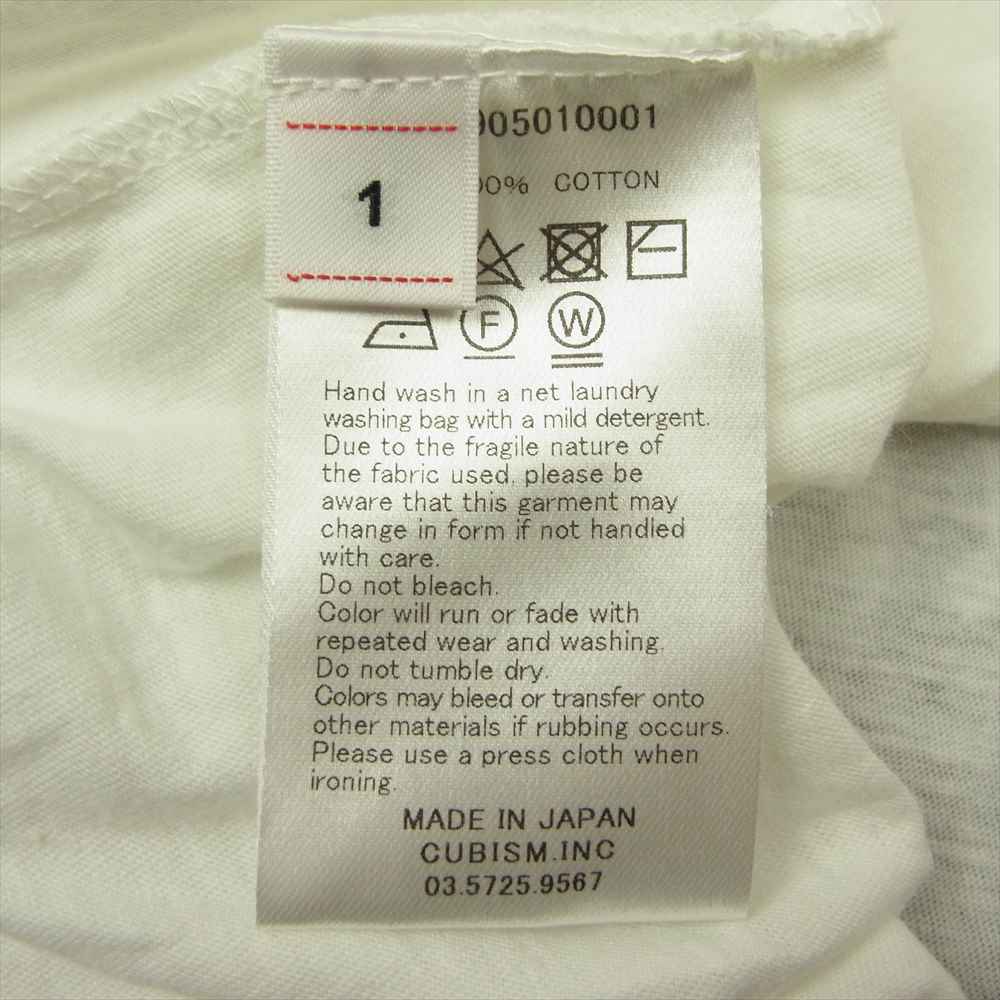 1
05010001
0% COTTON
F W
Hand wash in a net laundry
washing bag with a mild detergent.
Due to the fragile nature of
the fabric used, please be
aware that this garment may
change in form if not handled
with care.
Do not bleach.
Color will run or fade with
repeated wear and washing.
Do not tumble dry.
Colors may bleed or transfer onto
other materials if rubbing occurs.
Please use a press cloth when
ironing.
MADE IN JAPAN
CUBISM.INC
03.5725.9567